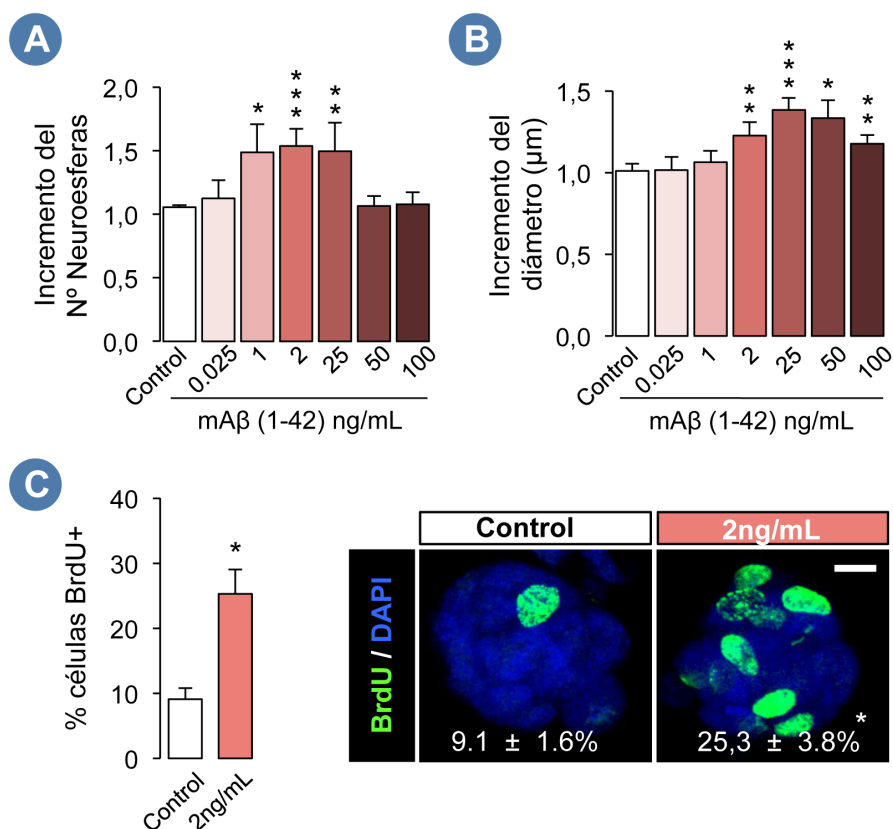 A
Incremento del
Nº Neuroesferas
2,0
1,5
1,0
0,5
0,0
*
***
**
Control
0.025
1
2
25
50
100
mAβ (1-42) ng/mL
B
Incremento del
diámetro (µm)
1,5
1,0
0,5
0,0
**
***
*
**
Control
0.025
1
2
25
50
100
mAβ (1-42) ng/mL
C
% células BrdU+
40
30
20
10
0
*
Control
2ng/mL
BrdU / DAPI
Control
9.1 ± 1.6%
2ng/mL
25,3 ± 3.8%*